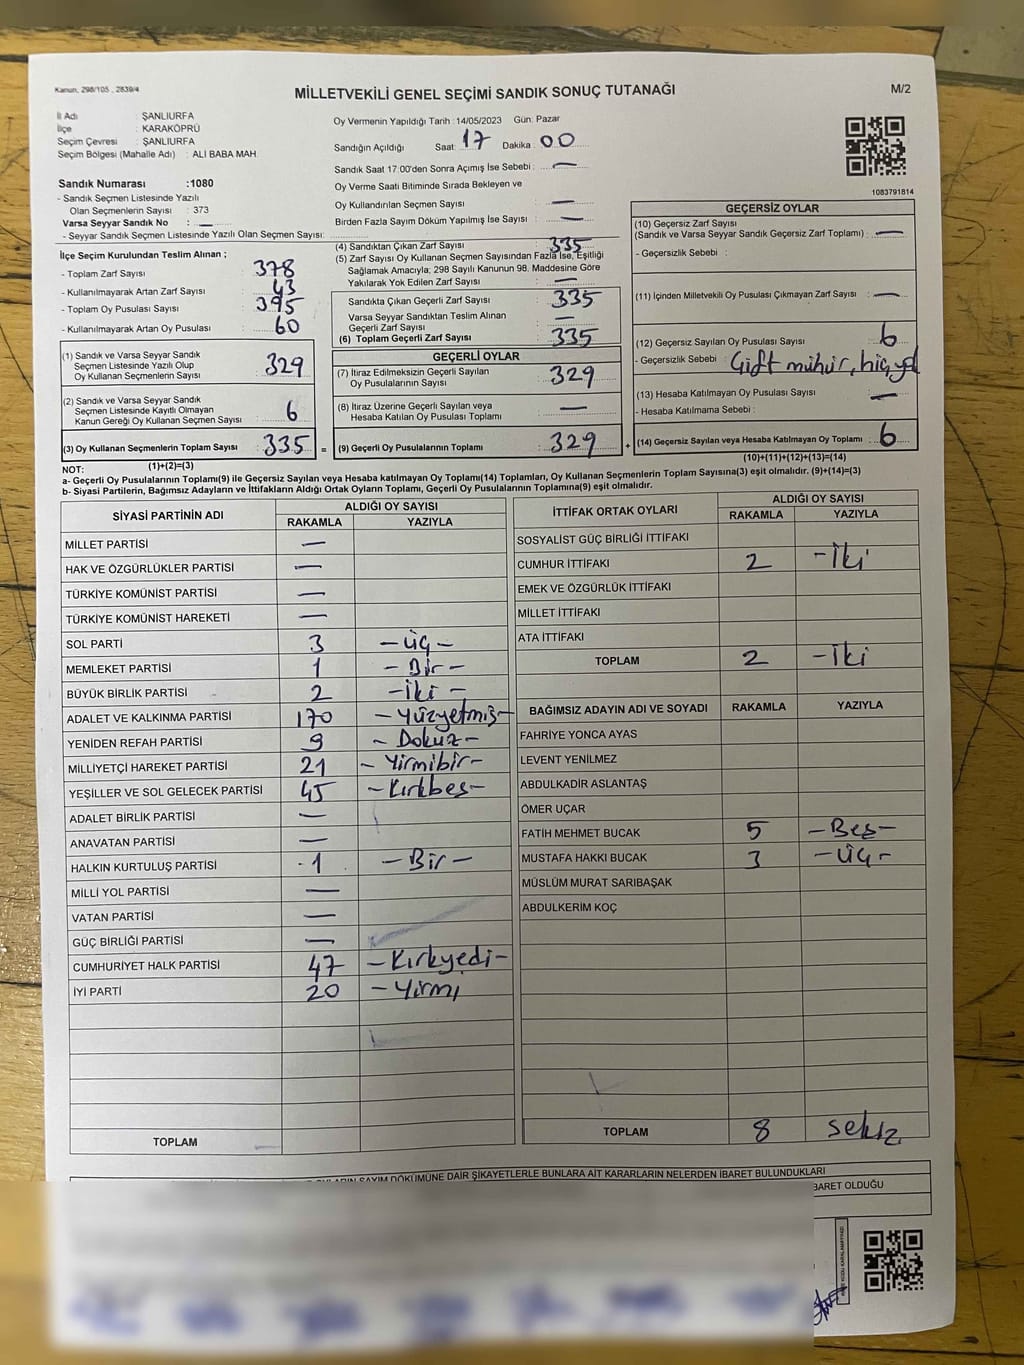 Kanun, 298/105 , 2839/4
MİLLETVEKİLİ GENEL SEÇİMİ SANDIK SONUÇ TUTANAĞI
M/2
İl Adı : ŞANLIURFA
İlçe : KARAKÖPRÜ
Seçim Çevresi : ŞANLIURFA
Seçim Bölgesi (Mahalle Adı) : ALİ BABA MAH.
Sandık Numarası :1080
- Sandık Seçmen Listesinde Yazılı
Olan Seçmenlerin Sayısı : 373
Varsa Seyyar Sandık No : —
- Seyyar Sandık Seçmen Listesinde Yazılı Olan Seçmen Sayısı:
Oy Vermenin Yapıldığı Tarih :14/05/2023 Gün: Pazar
Sandığın Açıldığı Saat: 17 Dakika: 00
Sandık Saat 17:00'den Sonra Açılmış İse Sebebi : —
Oy Verme Saati Bitiminde Sırada Bekleyen ve
Oy Kullandırılan Seçmen Sayısı : —
Birden Fazla Sayım Döküm Yapılmış İse Sayısı : —
1083791814
İlçe Seçim Kurulundan Teslim Alınan ;
- Toplam Zarf Sayısı : 378
- Kullanılmayarak Artan Zarf Sayısı : 43
- Toplam Oy Pusulası Sayısı : 395
- Kullanılmayarak Artan Oy Pusulası : 60
(1) Sandık ve Varsa Seyyar Sandık
Seçmen Listesinde Yazılı Olup
Oy Kullanan Seçmenlerin Sayısı : 329
(2) Sandık ve Varsa Seyyar Sandık
Seçmen Listesinde Kayıtlı Olmayan
Kanun Gereği Oy Kullanan Seçmen Sayısı : 6
(3) Oy Kullanan Seçmenlerin Toplam Sayısı : 335 =
(1)+(2)=(3)
(4) Sandıktan Çıkan Zarf Sayısı : 335
(5) Zarf Sayısı Oy Kullanan Seçmen Sayısından Fazla İse, Eşitliği
Sağlamak Amacıyla; 298 Sayılı Kanunun 98. Maddesine Göre
Yakılarak Yok Edilen Zarf Sayısı : —
Sandıkta Çıkan Geçerli Zarf Sayısı : 335
Varsa Seyyar Sandıktan Teslim Alınan
Geçerli Zarf Sayısı : —
(6) Toplam Geçerli Zarf Sayısı : 335
GEÇERLİ OYLAR
(7) İtiraz Edilmeksizin Geçerli Sayılan
Oy Pusulalarının Sayısı : 329
(8) İtiraz Üzerine Geçerli Sayılan veya
Hesaba Katılan Oy Pusulası Toplamı : —
(9) Geçerli Oy Pusulalarının Toplamı : 329 +
GEÇERSİZ OYLAR
(10) Geçersiz Zarf Sayısı
(Sandık ve Varsa Seyyar Sandık Geçersiz Zarf Toplamı) : —
- Geçersizlik Sebebi :
(11) İçinden Milletvekili Oy Pusulası Çıkmayan Zarf Sayısı : —
(12) Geçersiz Sayılan Oy Pusulası Sayısı : 6
- Geçersizlik Sebebi : Çift mühür, hiç yok
(13) Hesaba Katılmayan Oy Pusulası Sayısı : —
- Hesaba Katılmama Sebebi :
(14) Geçersiz Sayılan veya Hesaba Katılmayan Oy Toplamı : 6
(10)+(11)+(12)+(13)=(14)
NOT:
a- Geçerli Oy Pusulalarının Toplamı(9) ile Geçersiz Sayılan veya Hesaba katılmayan Oy Toplamı(14) Toplamları, Oy Kullanan Seçmenlerin Toplam Sayısına(3) eşit olmalıdır. (9)+(14)=(3)
b- Siyasi Partilerin, Bağımsız Adayların ve İttifakların Aldığı Ortak Oyların Toplamı, Geçerli Oy Pusulalarının Toplamına(9) eşit olmalıdır.
SİYASİ PARTİNİN ADI ALDIĞI OY SAYISI
RAKAMLA YAZIYLA
MİLLET PARTİSİ —
HAK VE ÖZGÜRLÜKLER PARTİSİ —
TÜRKİYE KOMÜNİST PARTİSİ —
TÜRKİYE KOMÜNİST HAREKETİ —
SOL PARTİ 3 –üç–
MEMLEKET PARTİSİ 1 –Bir–
BÜYÜK BİRLİK PARTİSİ 2 –iki–
ADALET VE KALKINMA PARTİSİ 170 –Yüzyetmiş–
YENİDEN REFAH PARTİSİ 9 –Dokuz–
MİLLİYETÇİ HAREKET PARTİSİ 21 –Yirmibir–
YEŞİLLER VE SOL GELECEK PARTİSİ 45 –Kırkbeş–
ADALET BİRLİK PARTİSİ —
ANAVATAN PARTİSİ —
HALKIN KURTULUŞ PARTİSİ 1 –Bir–
MİLLİ YOL PARTİSİ —
VATAN PARTİSİ —
GÜÇ BİRLİĞİ PARTİSİ —
CUMHURİYET HALK PARTİSİ 47 –Kırkyedi–
İYİ PARTİ 20 –Yirmi
TOPLAM
İTTİFAK ORTAK OYLARI ALDIĞI OY SAYISI
RAKAMLA YAZIYLA
SOSYALİST GÜÇ BİRLİĞİ İTTİFAKI
CUMHUR İTTİFAKI 2 –İki
EMEK VE ÖZGÜRLÜK İTTİFAKI
MİLLET İTTİFAKI
ATA İTTİFAKI
TOPLAM 2 –İki
BAĞIMSIZ ADAYIN ADI VE SOYADI RAKAMLA YAZIYLA
FAHRİYE YONCA AYAS
LEVENT YENİLMEZ
ABDULKADİR ASLANTAŞ
ÖMER UÇAR
FATİH MEHMET BUCAK 5 –Beş–
MUSTAFA HAKKI BUCAK 3 –üç–
MÜSLÜM MURAT SARIBAŞAK
ABDULKERİM KOÇ
TOPLAM 8 sekiz
SAYIM DÖKÜMÜNE DAİR ŞİKAYETLERLE BUNLARA AİT KARARLARIN NELERDEN İBARET BULUNDUKLARI
BARET OLDUĞU